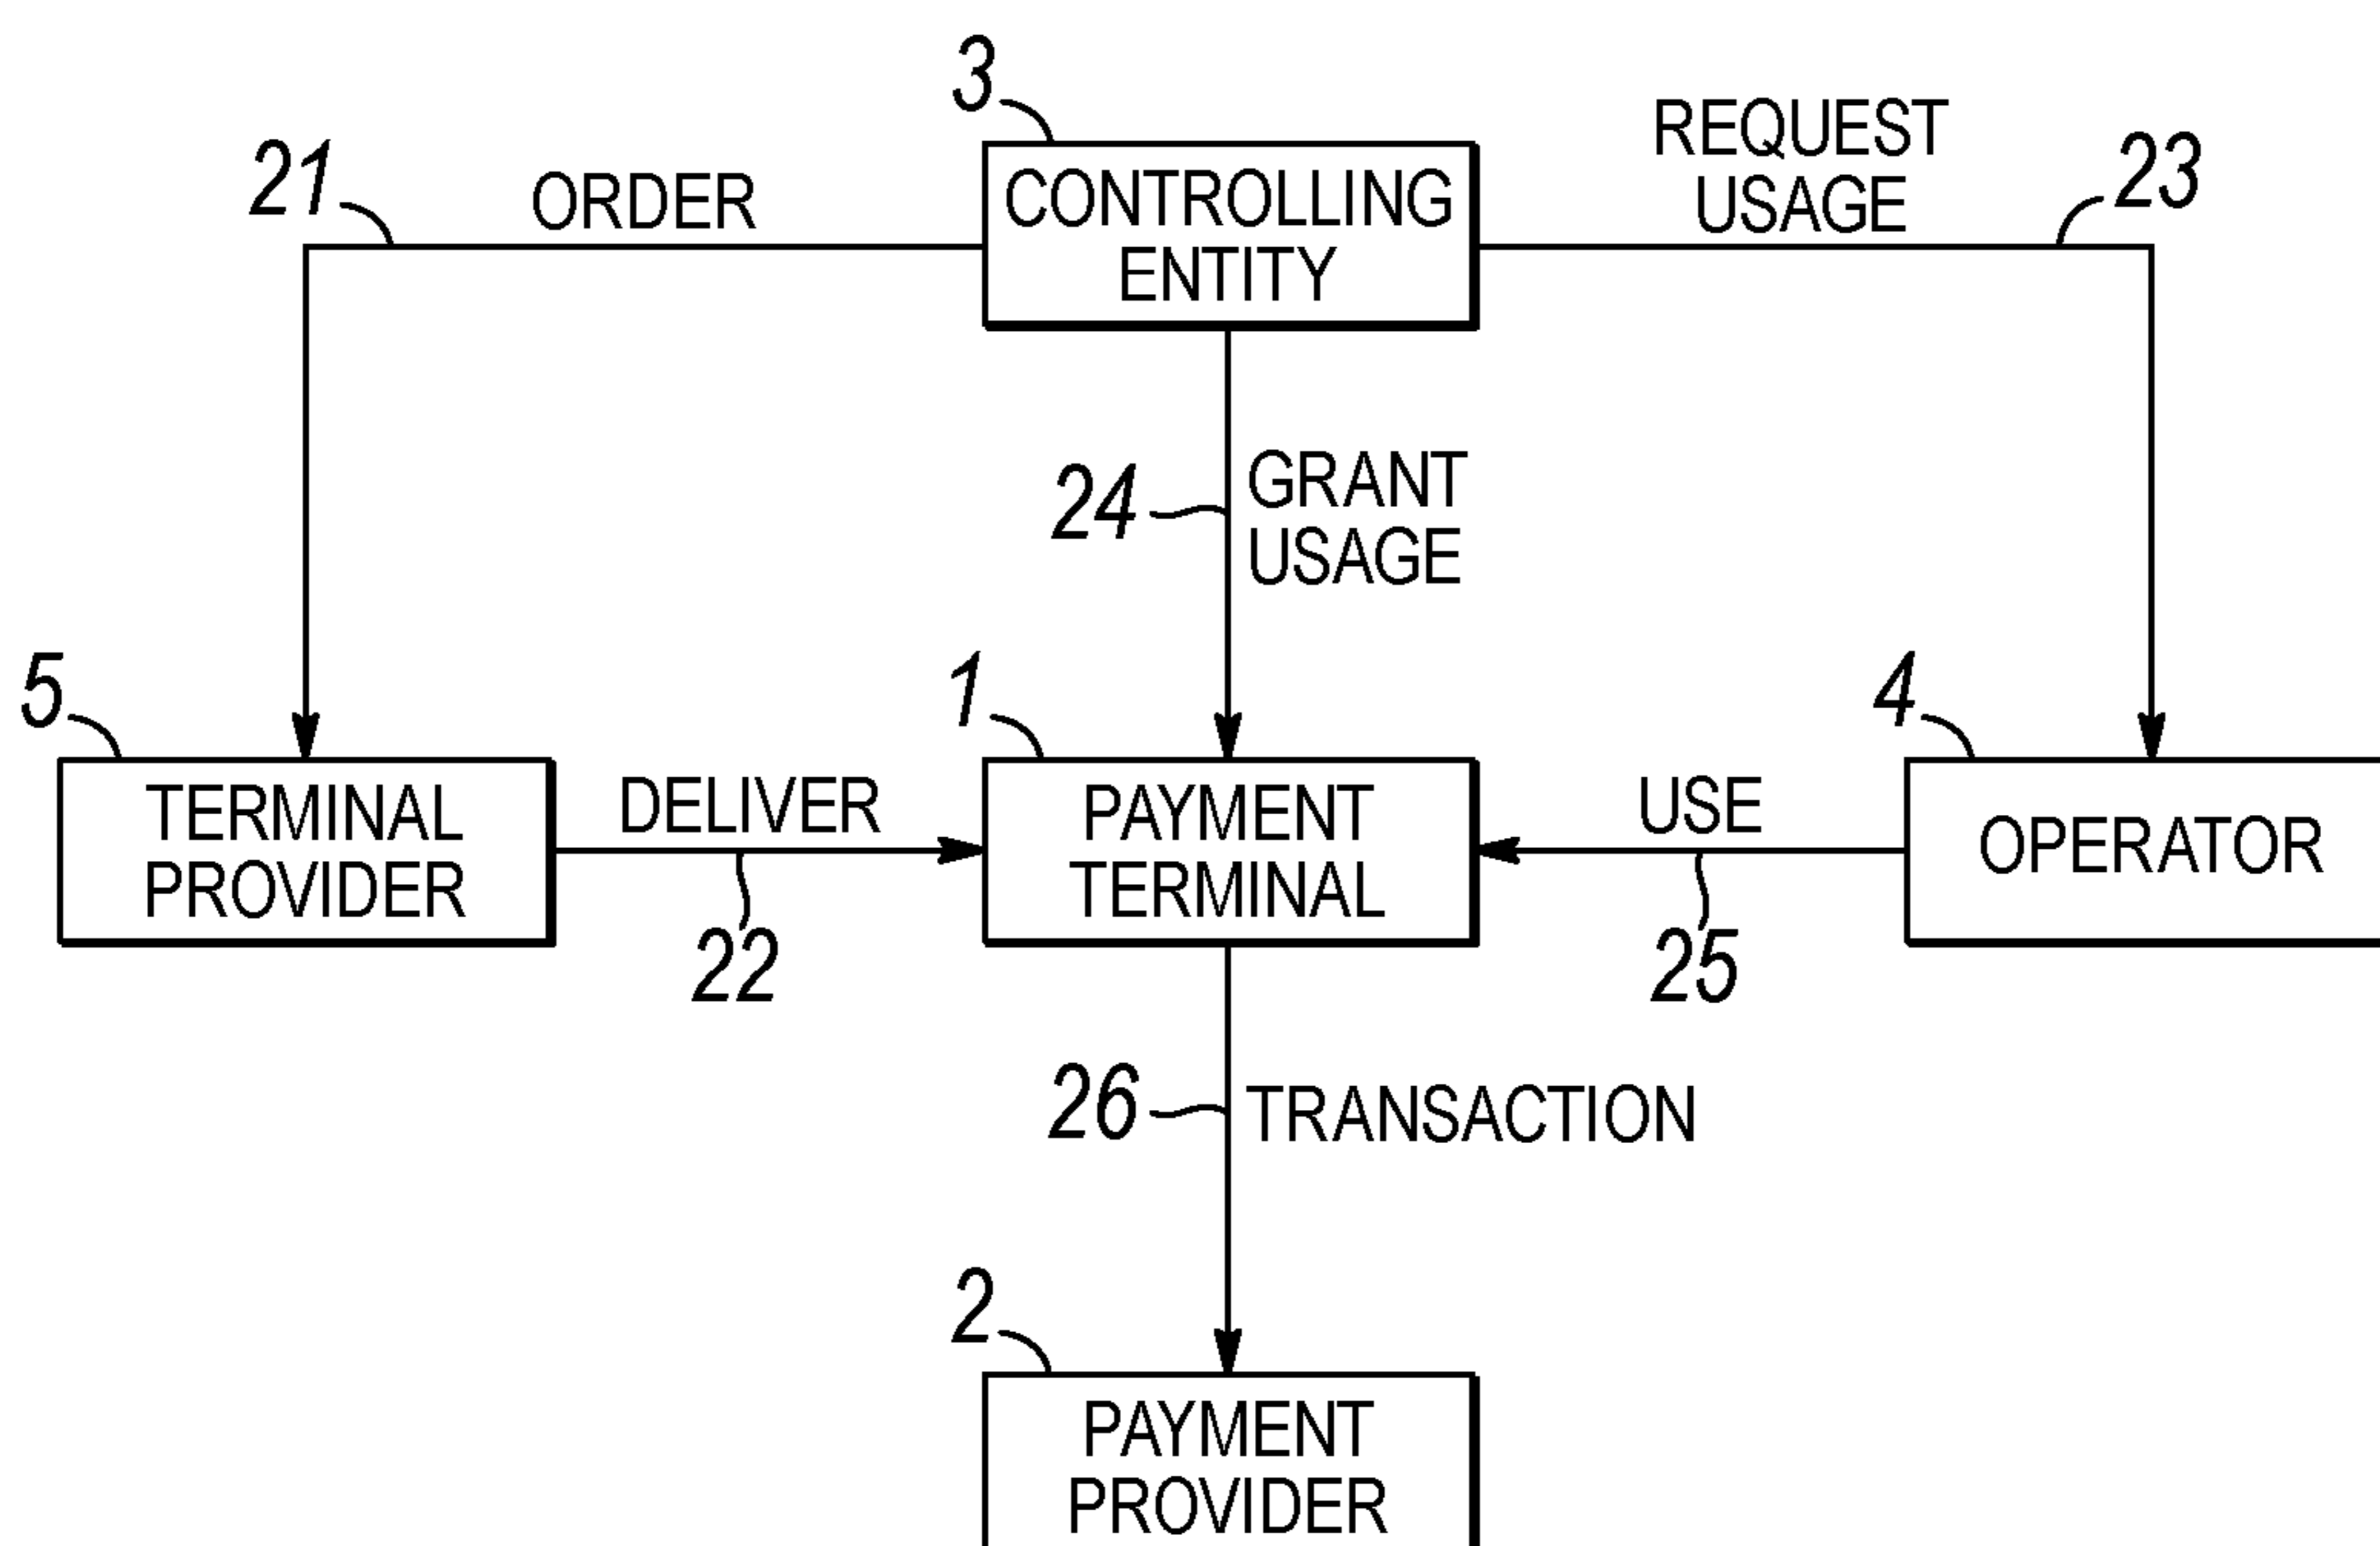 3
REQUEST
USAGE
23
21
ORDER
CONTROLLING
ENTITY
24
GRANT
USAGE
5
1
4
TERMINAL
PROVIDER
DELIVER
22
PAYMENT
TERMINAL
USE
25
OPERATOR
26
TRANSACTION
2
PAYMENT
PROVIDER